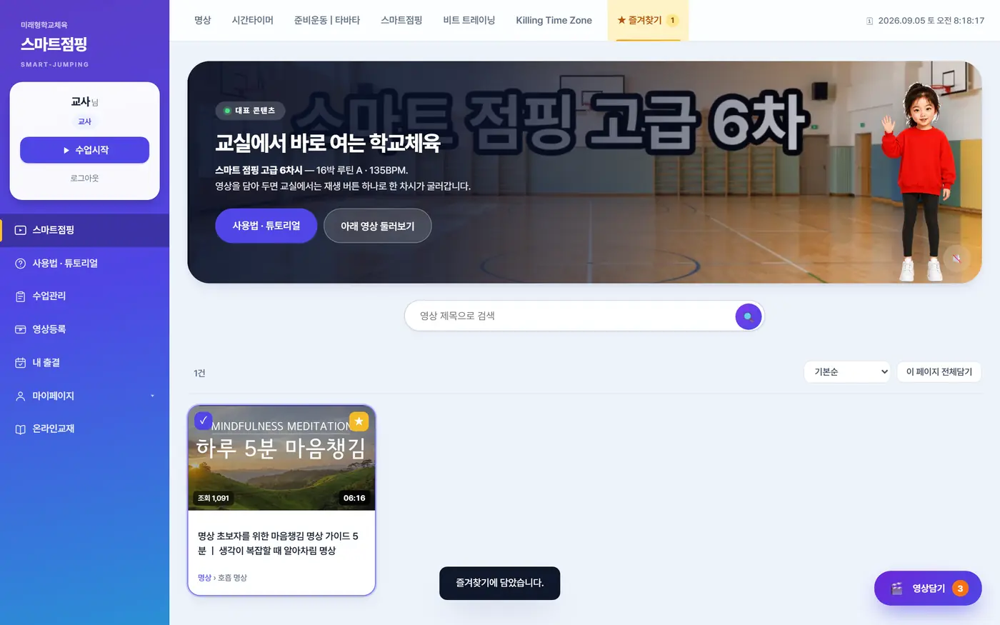 미래형학교체육
스마트점핑
SMART-JUMPING
교사님
교사
수업시작
로그아웃
스마트점핑
사용법 · 튜토리얼
수업관리
영상등록
내 출결
마이페이지
온라인교재
명상
시간타이머
준비운동 | 타바타
스마트점핑
비트 트레이닝
Killing Time Zone
★ 즐겨찾기 1
2026.09.05 토 오전 8:18:17
스마트 점핑 고급 6차
대표 콘텐츠
교실에서 바로 여는 학교체육
스마트 점핑 고급 6차시 — 16박 루틴 A · 135BPM.
영상을 담아 두면 교실에서는 재생 버튼 하나로 한 차시가 굴러갑니다.
사용법 · 튜토리얼
아래 영상 둘러보기
영상 제목으로 검색
1건
기본순
이 페이지 전체담기
MINDFULNESS MEDITATION
하루 5분 마음챙김
조회 1,091
06:16
명상 초보자를 위한 마음챙김 명상 가이드 5
분 ㅣ 생각이 복잡할 때 알아차림 명상
명상 › 호흡 명상
즐겨찾기에 담았습니다.
영상담기 3